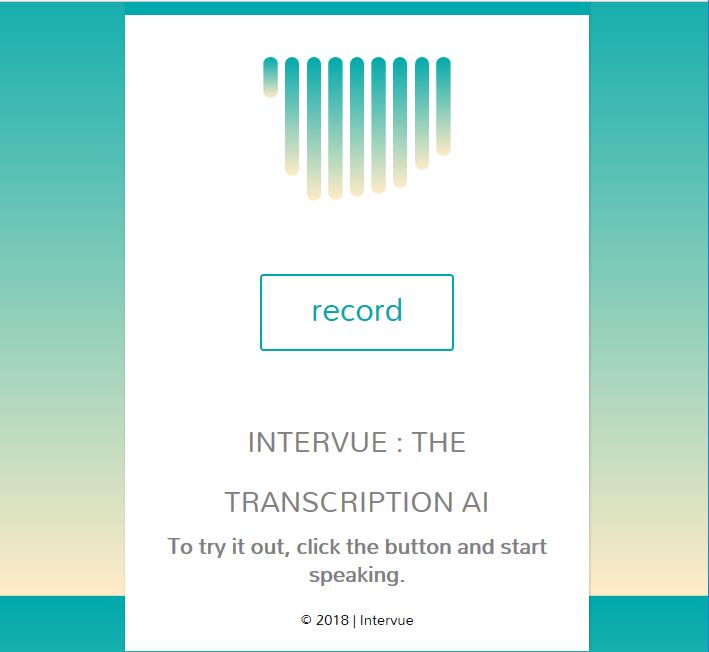 record
INTERVUE : THE
TRANSCRIPTION AI
To try it out, click the button and start
speaking.
© 2018 | Intervue